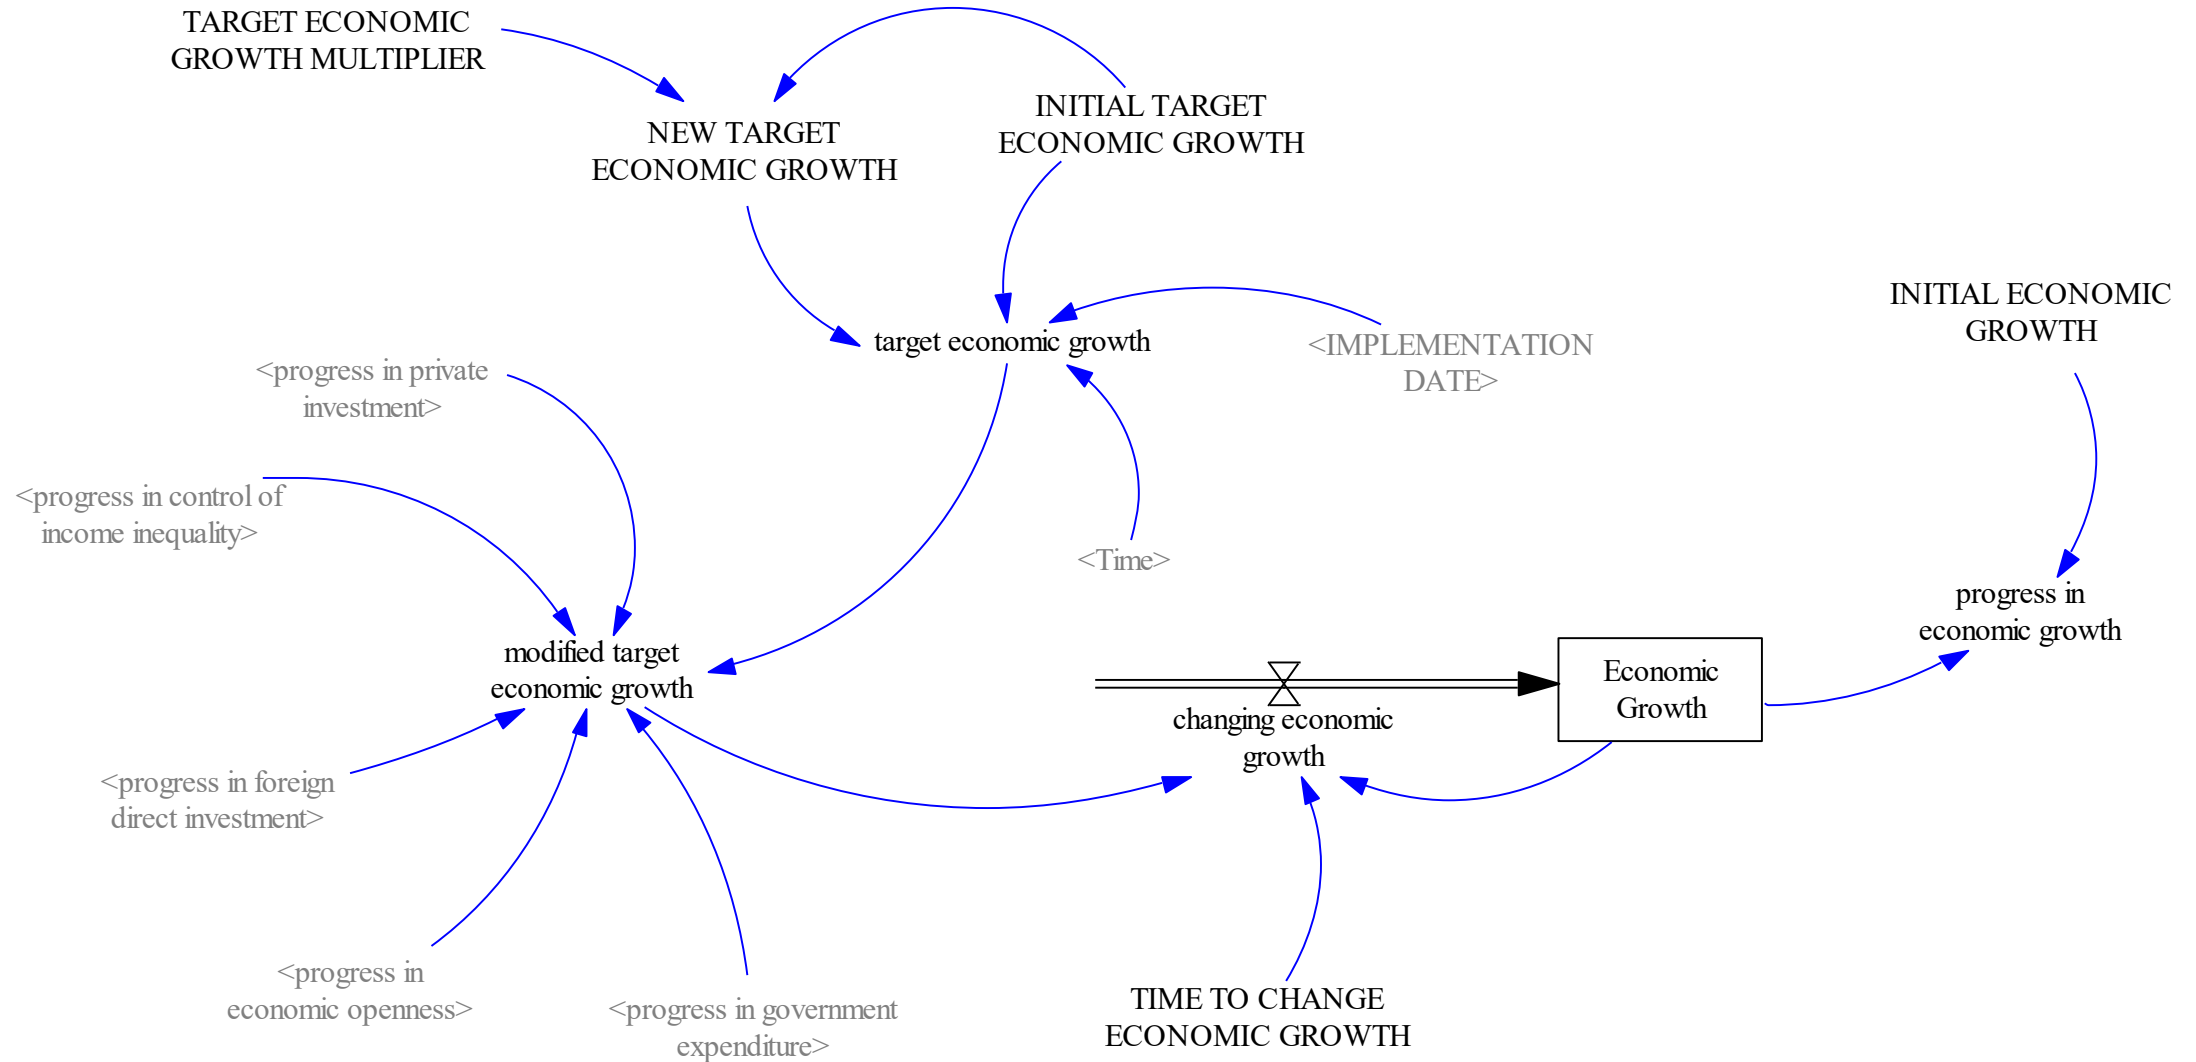 TARGET ECONOMIC
GROWTH MULTIPLIER
NEW TARGET
ECONOMIC GROWTH
INITIAL TARGET
ECONOMIC GROWTH
target economic growth
<IMPLEMENTATION
DATE>
INITIAL ECONOMIC
GROWTH
<progress in private
investment>
<progress in control of
income inequality>
<Time>
progress in
economic growth
modified target
economic growth
Economic
Growth
changing economic
growth
<progress in foreign
direct investment>
<progress in
economic openness>
<progress in government
expenditure>
TIME TO CHANGE
ECONOMIC GROWTH